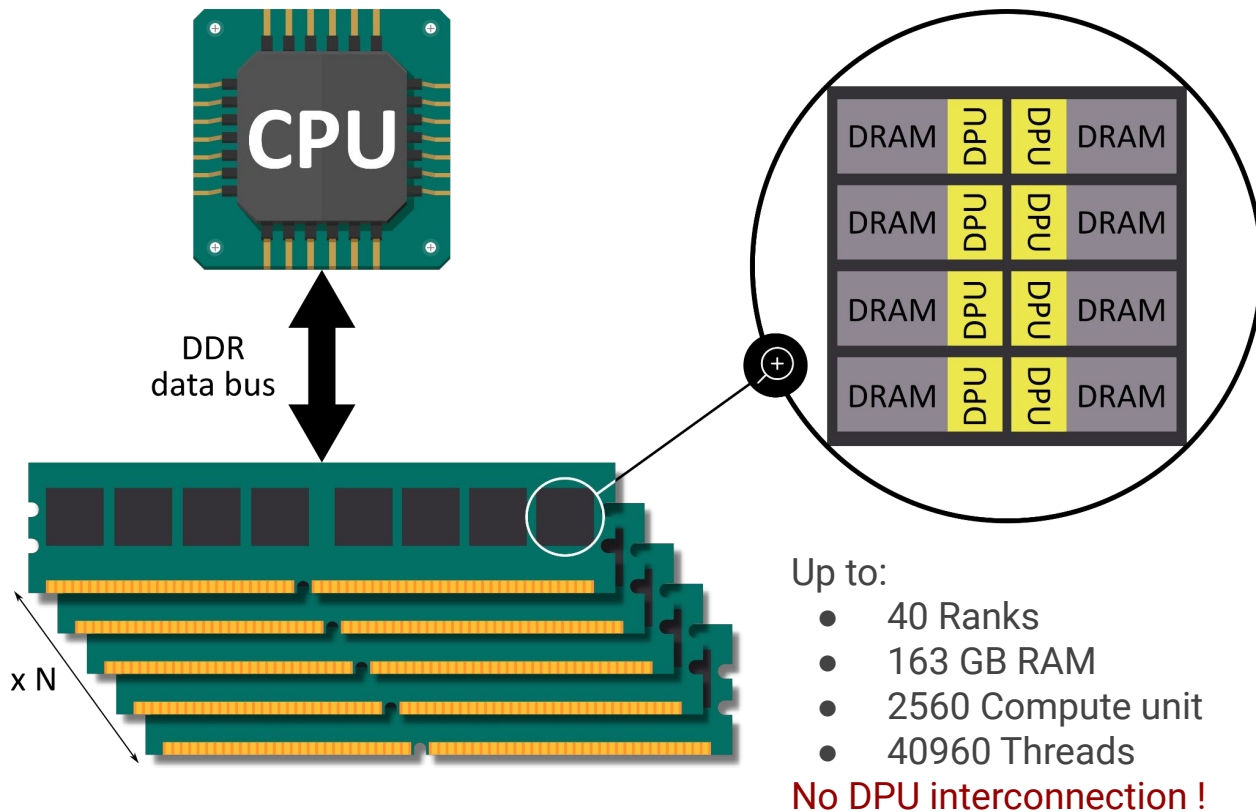 CPU
DDR
data bus
x N
DRAM DPU DPU DRAM
DRAM DPU DPU DRAM
DRAM DPU DPU DRAM
DRAM DPU DPU DRAM
Up to:
● 40 Ranks
● 163 GB RAM
● 2560 Compute unit
● 40960 Threads
No DPU interconnection !